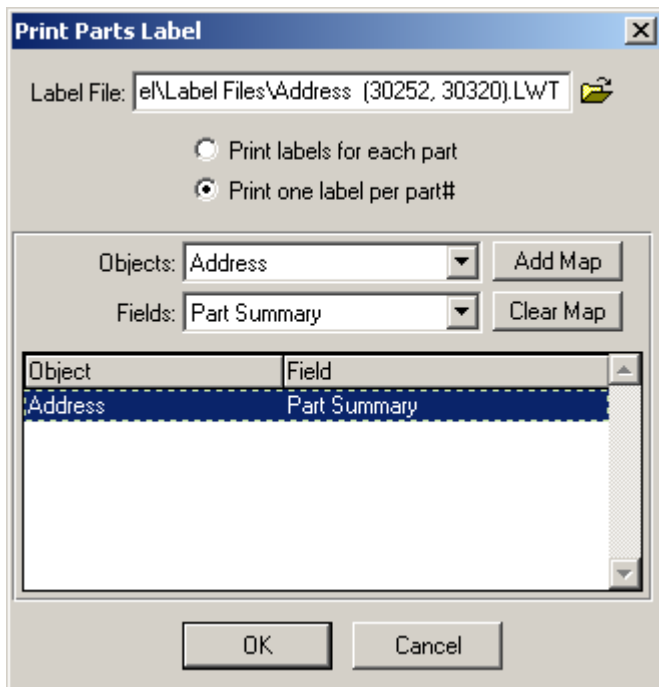 Print Parts Label
Label File: el\Label Files\Address (30252, 30320).LWT
Print labels for each part
Print one label per part#
Objects: Address Add Map
Fields: Part Summary Clear Map
Object Field
Address Part Summary
OK Cancel